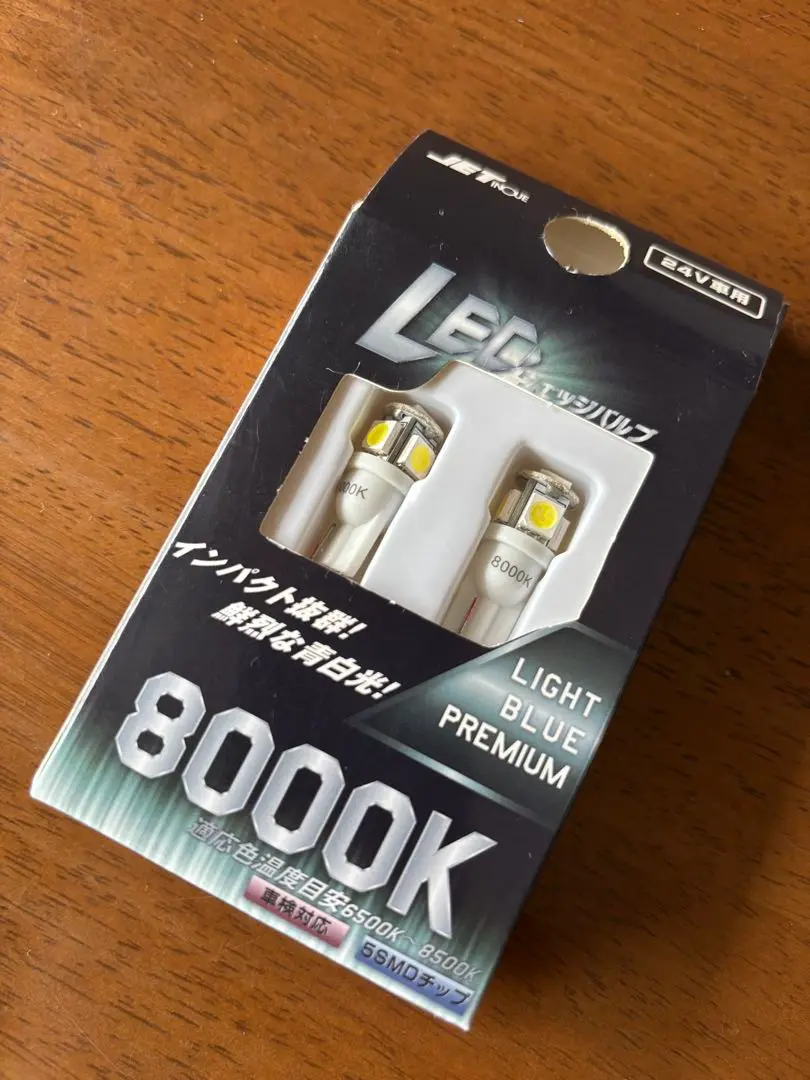 JET INOUE
24V車用
LED
ウェッジバルブ
8000K
インパクト抜群!
鮮烈な青白光!
LIGHT
BLUE
PREMIUM
8000K
適応色温度目安6500K～8500K
車検対応
5SMDチップ